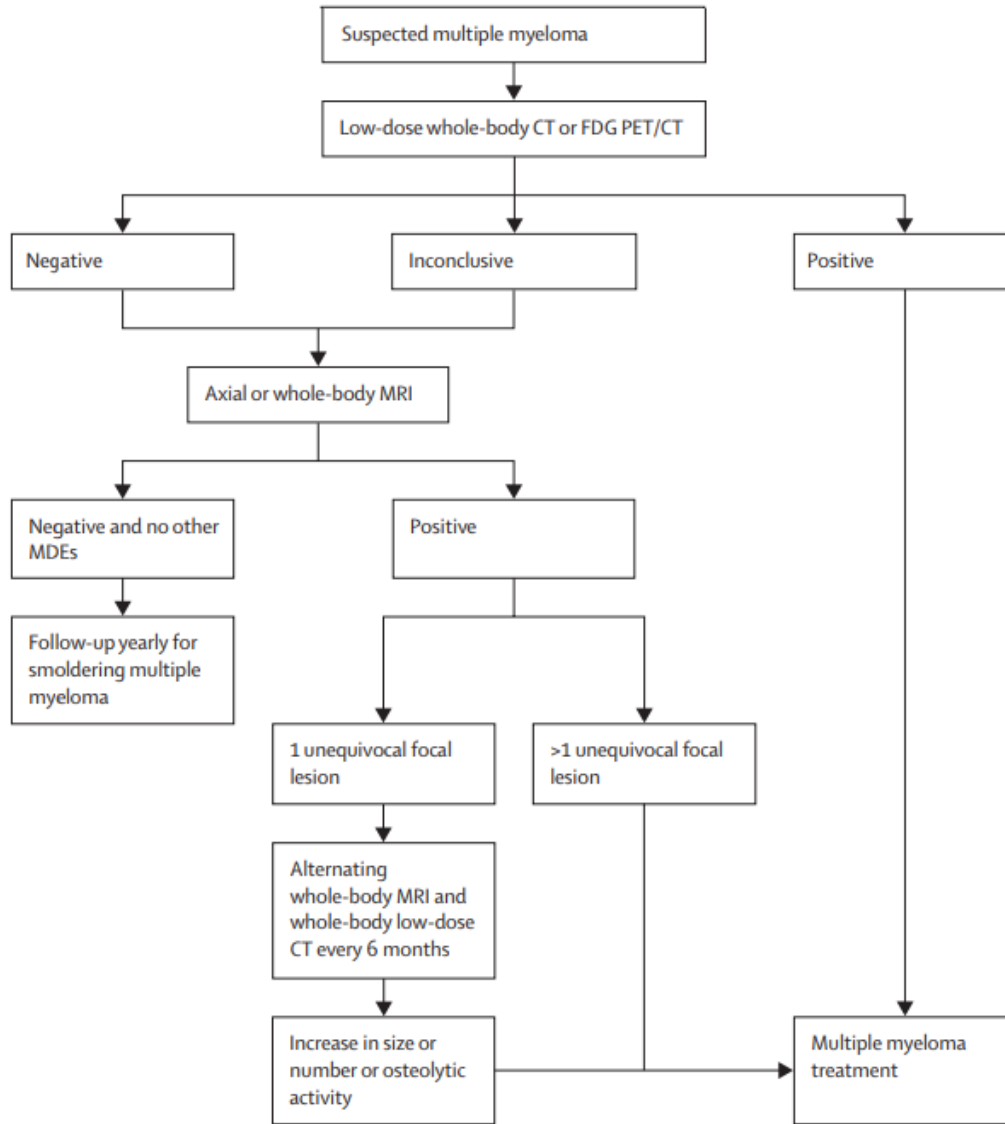 Suspected multiple myeloma
Low-dose whole-body CT or FDG PET/CT
Negative
Inconclusive
Positive
Axial or whole-body MRI
Negative and no other
MDEs
Positive
Follow-up yearly for
smoldering multiple
myeloma
1 unequivocal focal
lesion
>1 unequivocal focal
lesion
Alternating
whole-body MRI and
whole-body low-dose
CT every 6 months
Increase in size or
number or osteolytic
activity
Multiple myeloma
treatment